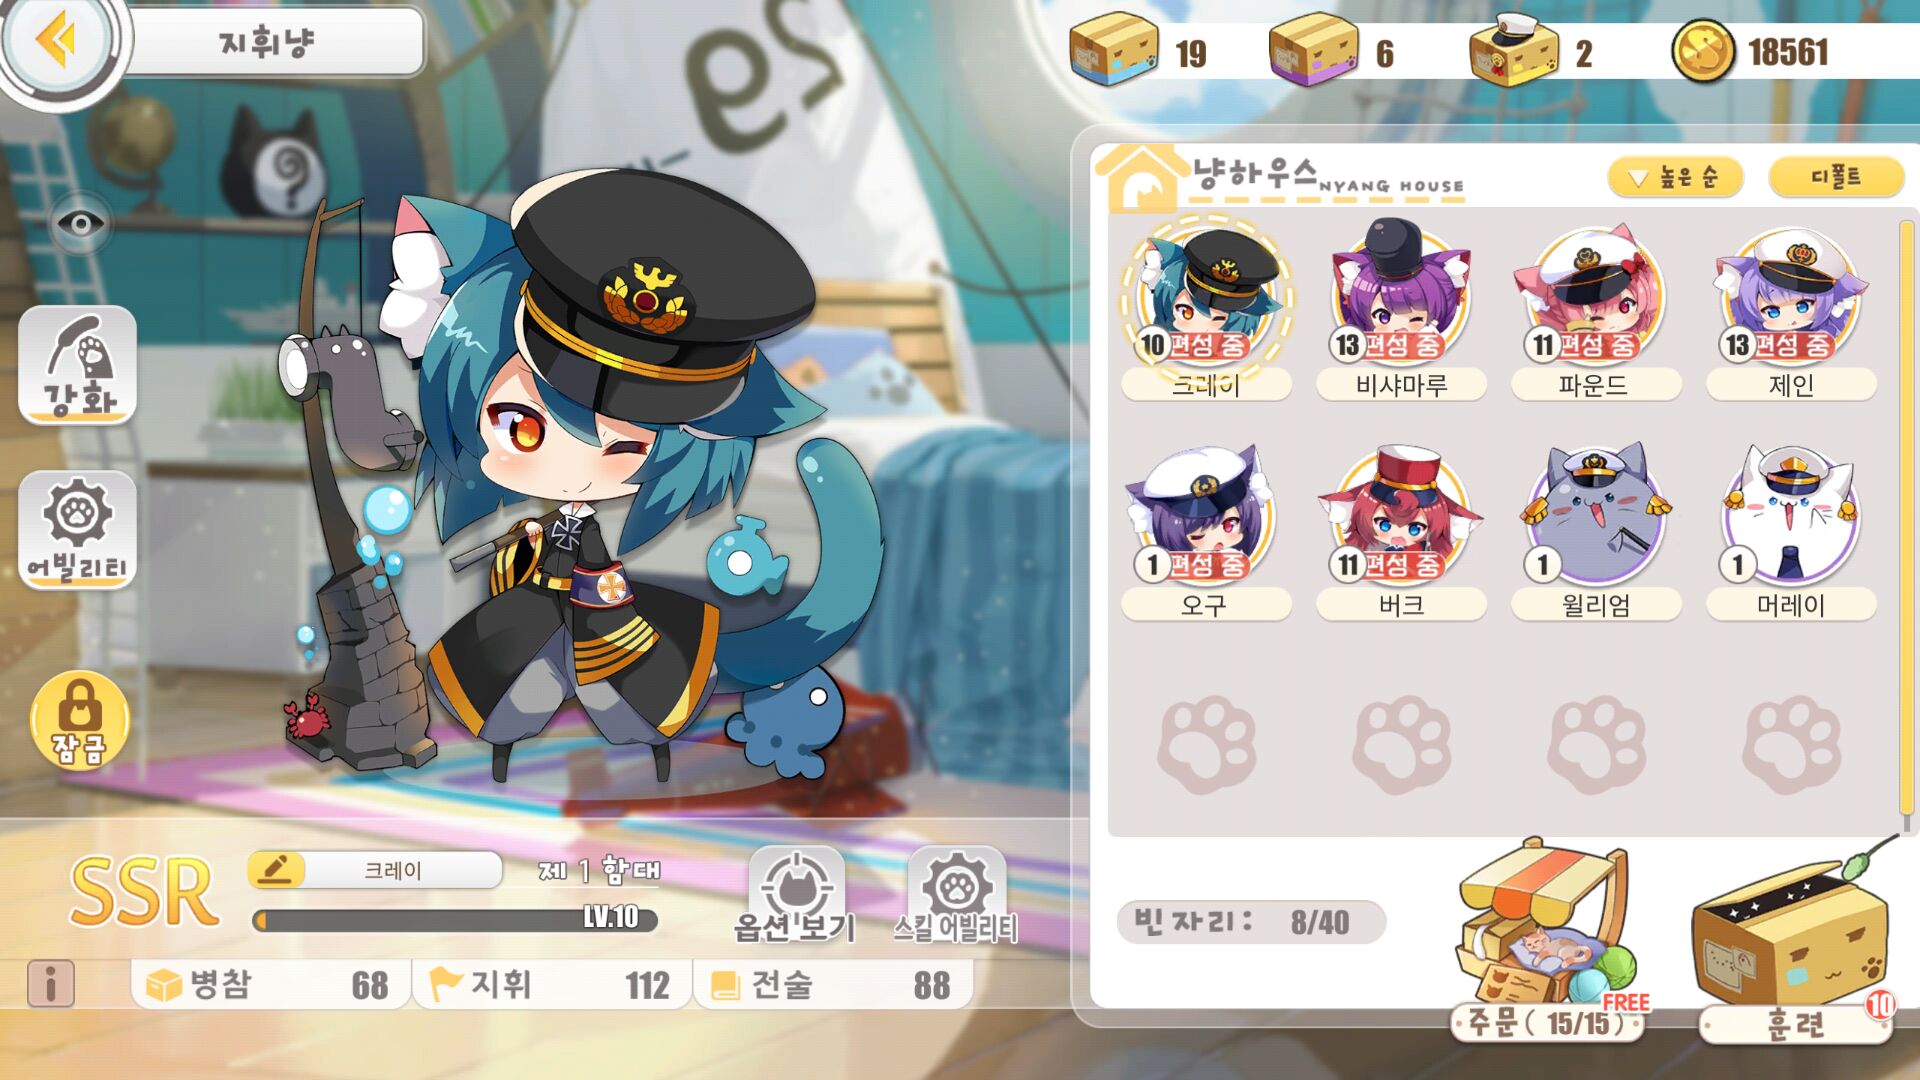 지휘냥
19
6
2
18561
냥하우스 NYANG HOUSE
높은 순
디폴트
10 편성 중
13 편성 중
11 편성 중
13 편성 중
크레이
비샤마루
파운드
제인
1 편성 중
11 편성 중
1
1
오구
버크
윌리엄
머레이
강화
어빌리티
잠금
SSR
크레이
제 1 함대
LV.10
옵션 보기
스킬 어빌리티
병참 68
지휘 112
전술 88
빈 자리: 8/40
FREE
주문( 15/15 )
10
훈련